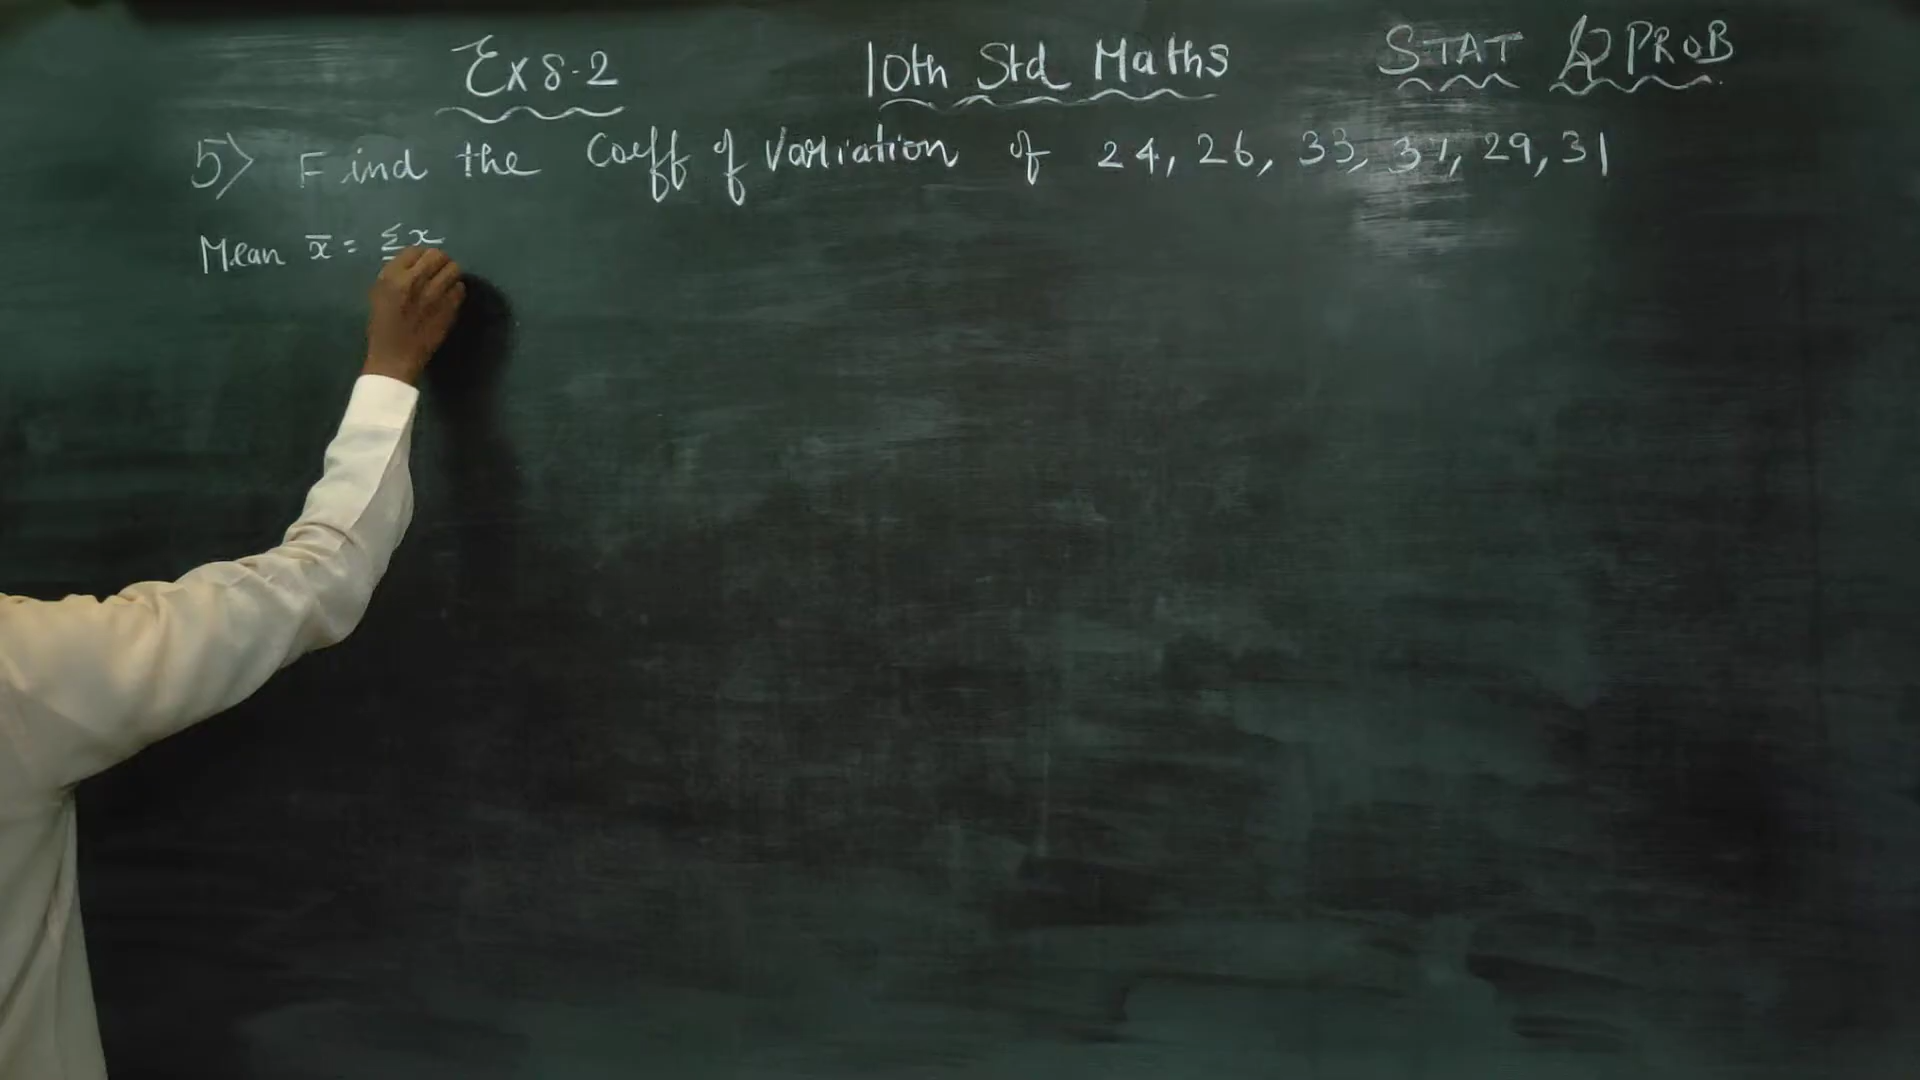 Ex 8.2 10th Std Maths STAT & PROB
5) Find the Coeff of Variation of 24, 26, 33, 37, 29, 31
Mean x̄ = Σx